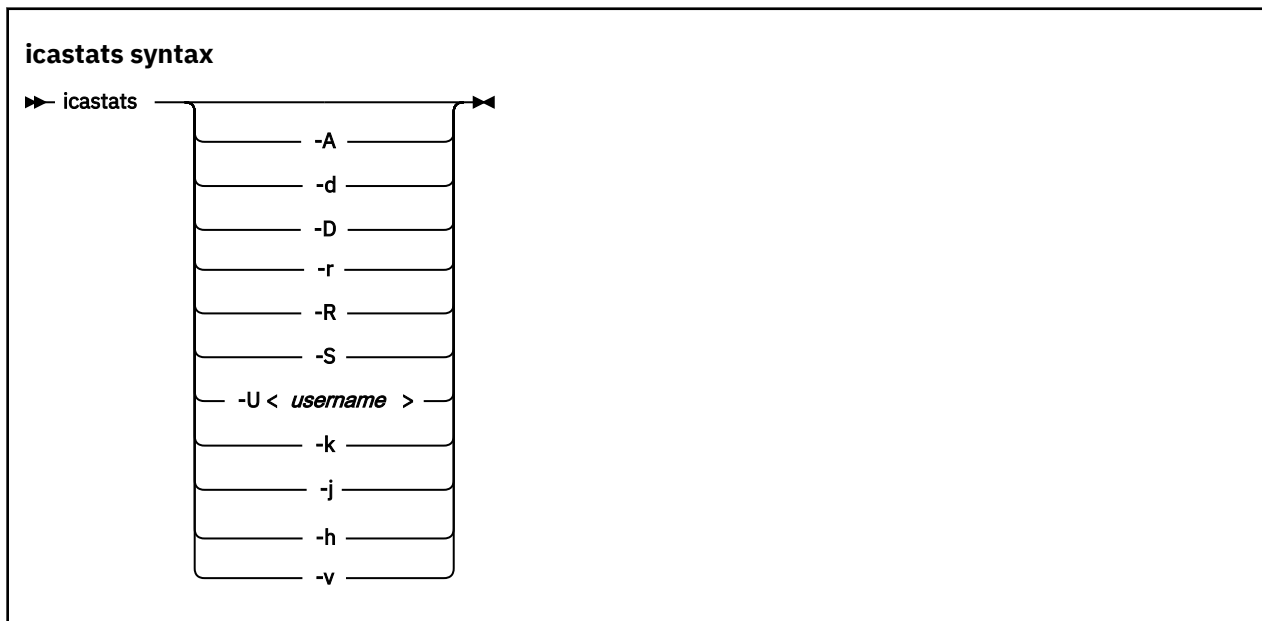 icastats syntax
icastats
-A
-d
-D
-r
-R
-S
-U < username >
-k
-j
-h
-v